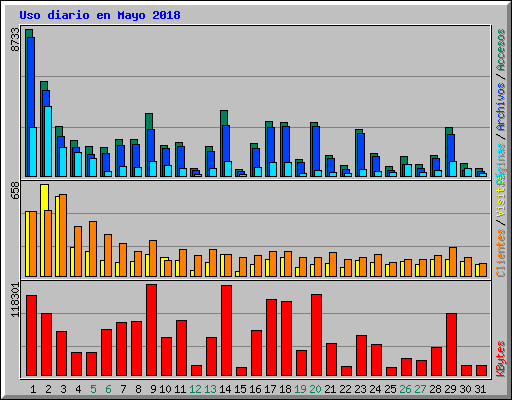 Uso diario en Mayo 2018
8733
668
118301
KBytes
Clientes / Visitas
Páginas / Archivos / Accesos
1 2 3 4 5 6 7 8 9 10 11 12 13 14 15 16 17 18 19 20 21 22 23 24 25 26 27 28 29 30 31